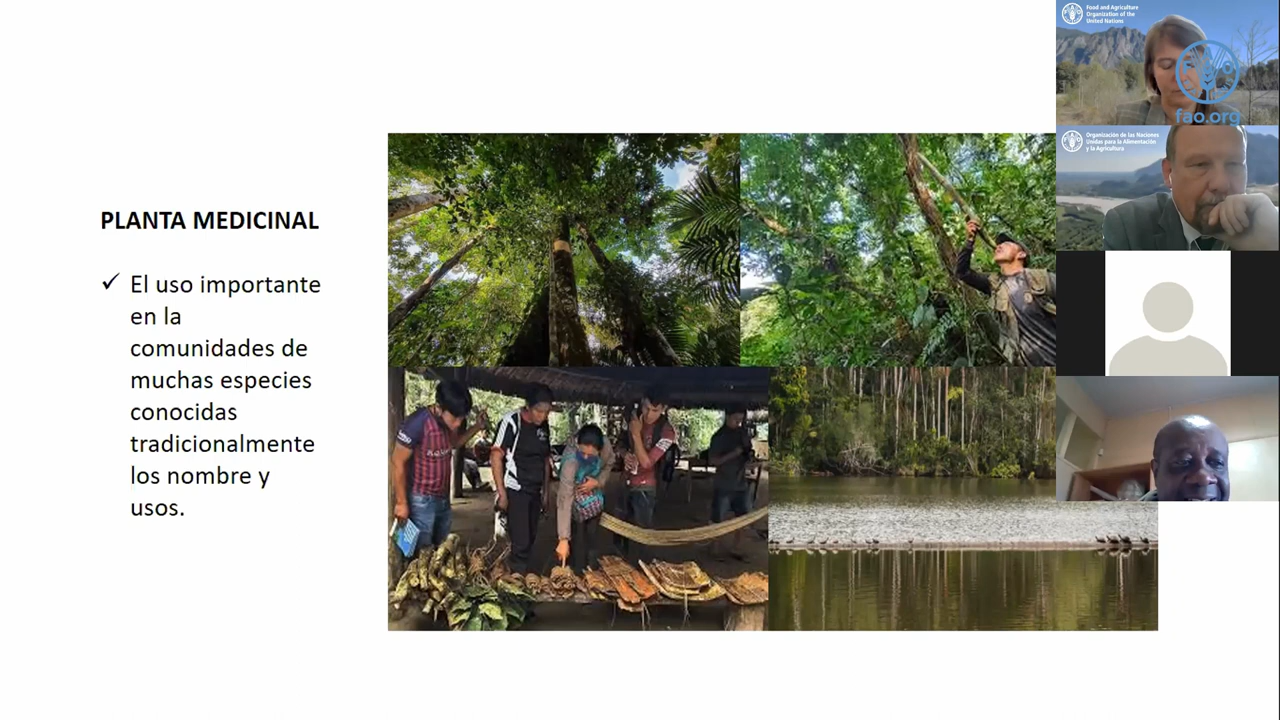 PLANTA MEDICINAL
✓ El uso importante
en la
comunidades de
muchas especies
conocidas
tradicionalmente
los nombre y
usos.
Food and Agriculture
Organization of the
United Nations
fao.org
Organización de las Naciones
Unidas para la Alimentación
y la Agricultura